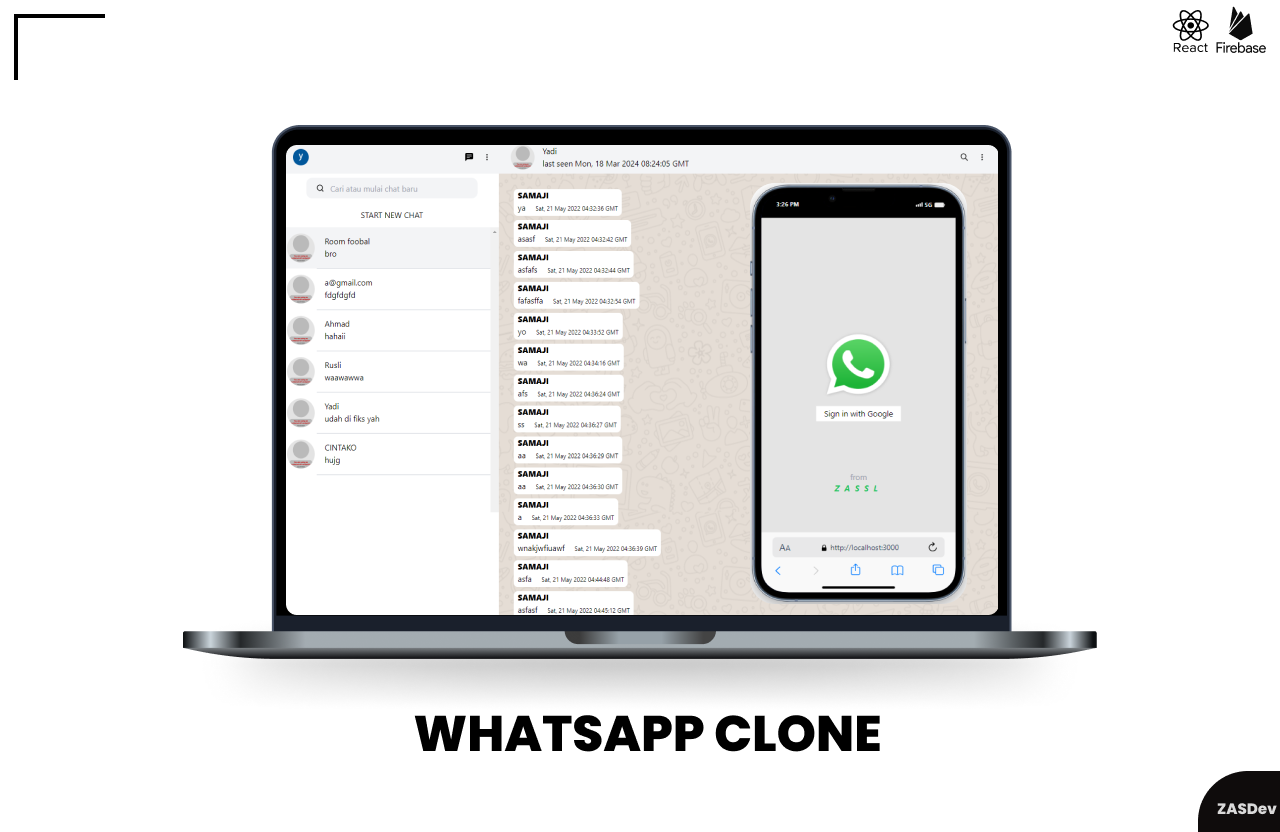 React Firebase
y
Yadi
last seen Mon, 18 Mar 2024 08:24:05 GMT
Cari atau mulai chat baru
START NEW CHAT
Room foobal
bro
a@gmail.com
fdgfdgfd
Ahmad
hahaii
Rusli
waawawwa
Yadi
udah di fiks yah
CINTAKO
hujg
SAMAJI
ya Sat, 21 May 2022 04:32:36 GMT
SAMAJI
asasf Sat, 21 May 2022 04:32:42 GMT
SAMAJI
asfafs Sat, 21 May 2022 04:32:44 GMT
SAMAJI
fafasffa Sat, 21 May 2022 04:32:54 GMT
SAMAJI
yo Sat, 21 May 2022 04:33:52 GMT
SAMAJI
wa Sat, 21 May 2022 04:34:16 GMT
SAMAJI
afs Sat, 21 May 2022 04:36:24 GMT
SAMAJI
ss Sat, 21 May 2022 04:36:27 GMT
SAMAJI
aa Sat, 21 May 2022 04:36:29 GMT
SAMAJI
aa Sat, 21 May 2022 04:36:30 GMT
SAMAJI
a Sat, 21 May 2022 04:36:33 GMT
SAMAJI
wnakjwfiuawf Sat, 21 May 2022 04:36:39 GMT
SAMAJI
asfa Sat, 21 May 2022 04:44:48 GMT
SAMAJI
asfasf Sat, 21 May 2022 04:45:12 GMT
3:26 PM 5G
Sign in with Google
from
ZASSL
AA http://localhost:3000
WHATSAPP CLONE
ZASDev